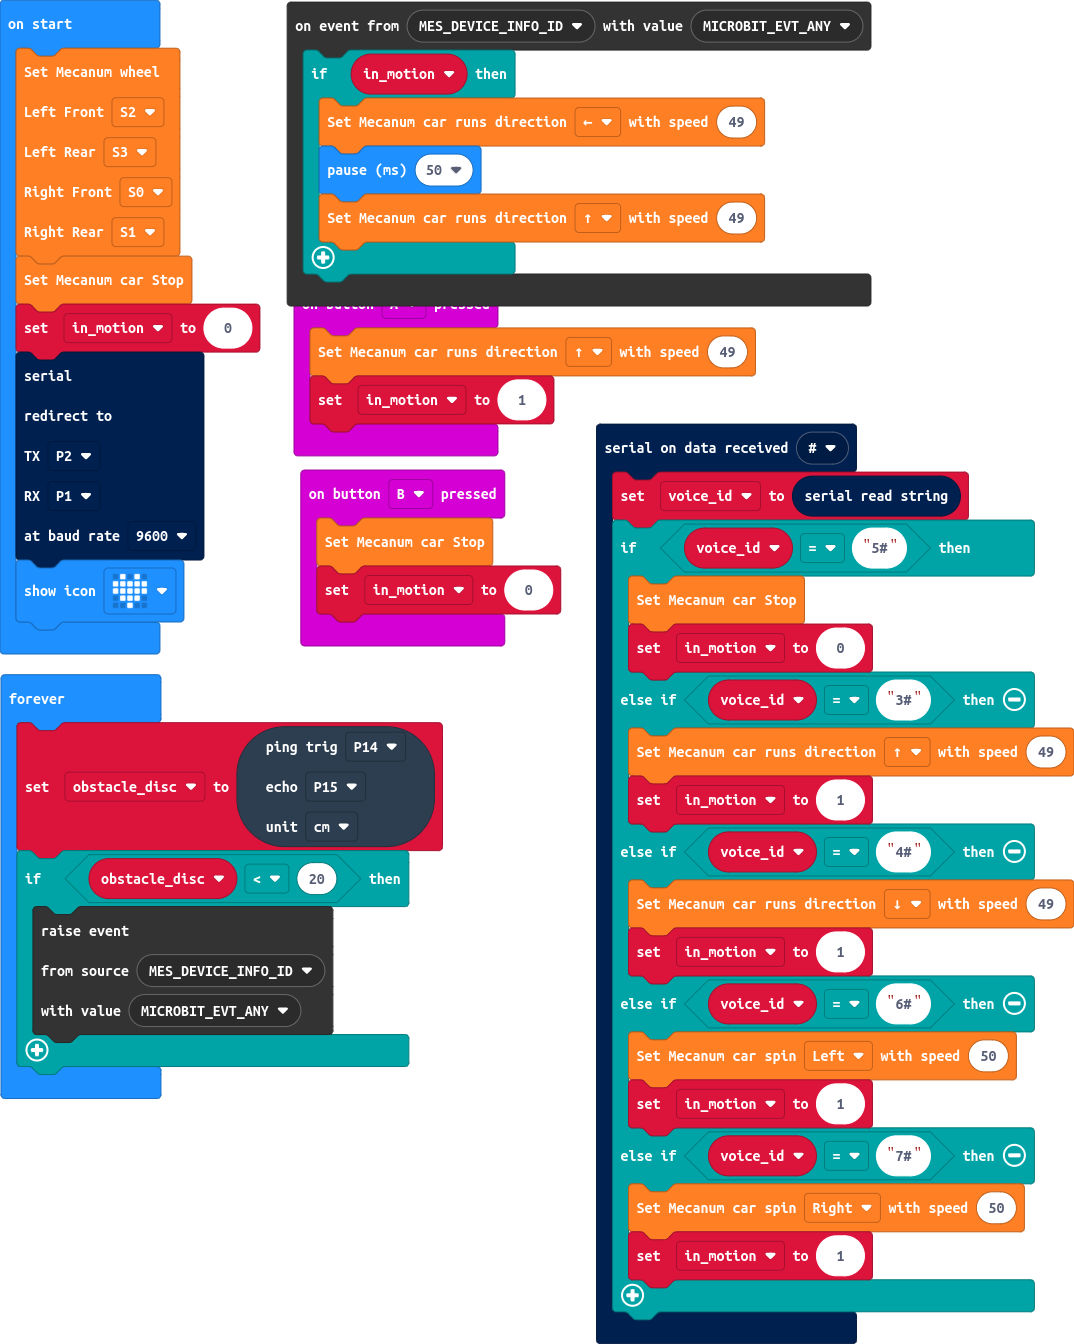 on start
Set Mecanum wheel
Left Front S2
Left Rear S3
Right Front S0
Right Rear S1
Set Mecanum car Stop
set in_motion to 0
serial
redirect to
TX P2
RX P1
at baud rate 9600
show icon
on event from MES_DEVICE_INFO_ID with value MICROBIT_EVT_ANY
if in_motion then
Set Mecanum car runs direction ← with speed 49
pause (ms) 50
Set Mecanum car runs direction ↑ with speed 49
on button A pressed
Set Mecanum car runs direction ↑ with speed 49
set in_motion to 1
on button B pressed
Set Mecanum car Stop
set in_motion to 0
forever
set obstacle_disc to
ping trig P14
echo P15
unit cm
if obstacle_disc < 20 then
raise event
from source MES_DEVICE_INFO_ID
with value MICROBIT_EVT_ANY
serial on data received #
set voice_id to serial read string
if voice_id = "5#" then
Set Mecanum car Stop
set in_motion to 0
else if voice_id = "3#" then
Set Mecanum car runs direction ↑ with speed 49
set in_motion to 1
else if voice_id = "4#" then
Set Mecanum car runs direction ↓ with speed 49
set in_motion to 1
else if voice_id = "6#" then
Set Mecanum car spin Left with speed 50
set in_motion to 1
else if voice_id = "7#" then
Set Mecanum car spin Right with speed 50
set in_motion to 1